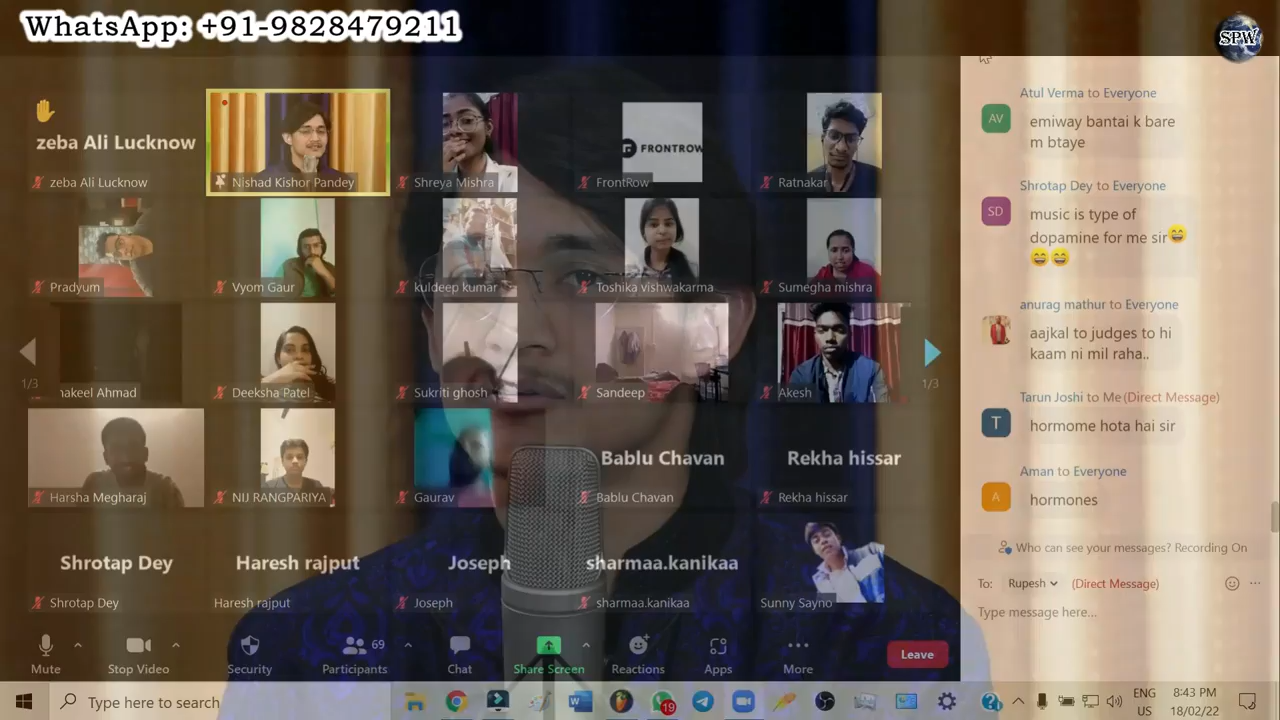 WhatsApp: +91-9828479211
SPW
zeba Ali Lucknow
zeba Ali Lucknow
Nishad Kishor Pandey
Shreya Mishra
FRONTROW
FrontRow
Ratnakar
Pradyum
Vyom Gaur
kuldeep kumar
Toshika vishwakarma
Sumegha mishra
1/3
nakeel Ahmad
Deeksha Patel
Sukriti ghosh
Sandeep
Akesh
1/3
Harsha Megharaj
NIJ RANGPARIYA
Gaurav
Bablu Chavan
Bablu Chavan
Rekha hissar
Rekha hissar
Shrotap Dey
Shrotap Dey
Haresh rajput
Haresh rajput
Joseph
Joseph
sharmaa.kanikaa
sharmaa.kanikaa
Sunny Sayno
Mute
Stop Video
Security
Participants
69
Chat
Share Screen
Reactions
Apps
More
Leave
AV
Atul Verma to Everyone
emiway bantai k bare
m btaye
SD
Shrotap Dey to Everyone
music is type of
dopamine for me sir😄
😄😄
anurag mathur to Everyone
aajkal to judges to hi
kaam ni mil raha..
T
Tarun Joshi to Me (Direct Message)
hormome hota hai sir
A
Aman to Everyone
hormones
Who can see your messages? Recording On
To: Rupesh (Direct Message)
Type message here...
Type here to search
19
ENG
US
8:43 PM
18/02/22